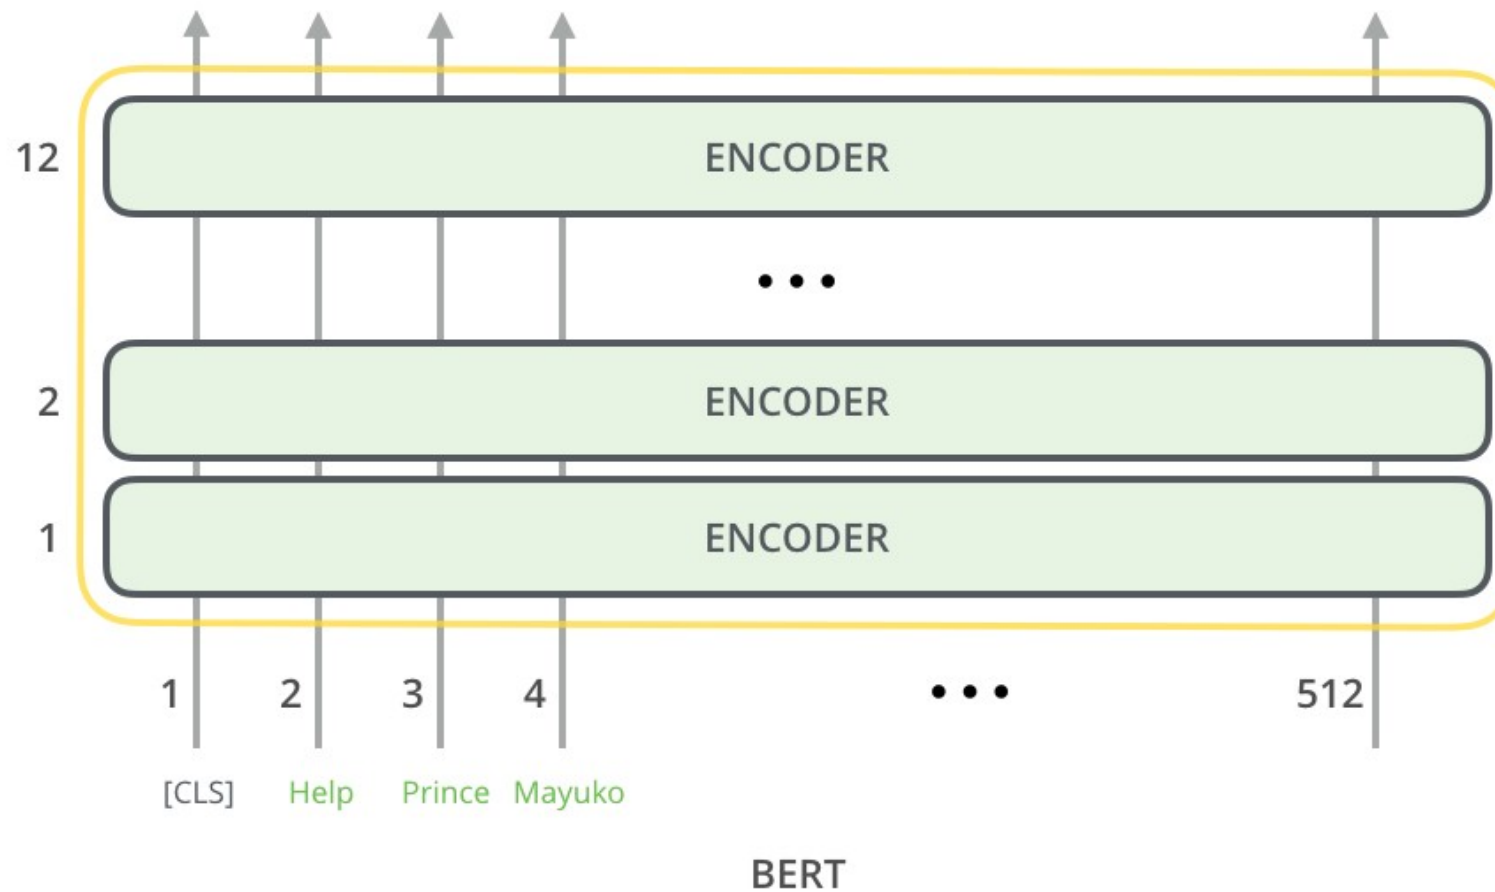 12 ENCODER
...
2 ENCODER
1 ENCODER
1 2 3 4 ... 512
[CLS] Help Prince Mayuko
BERT